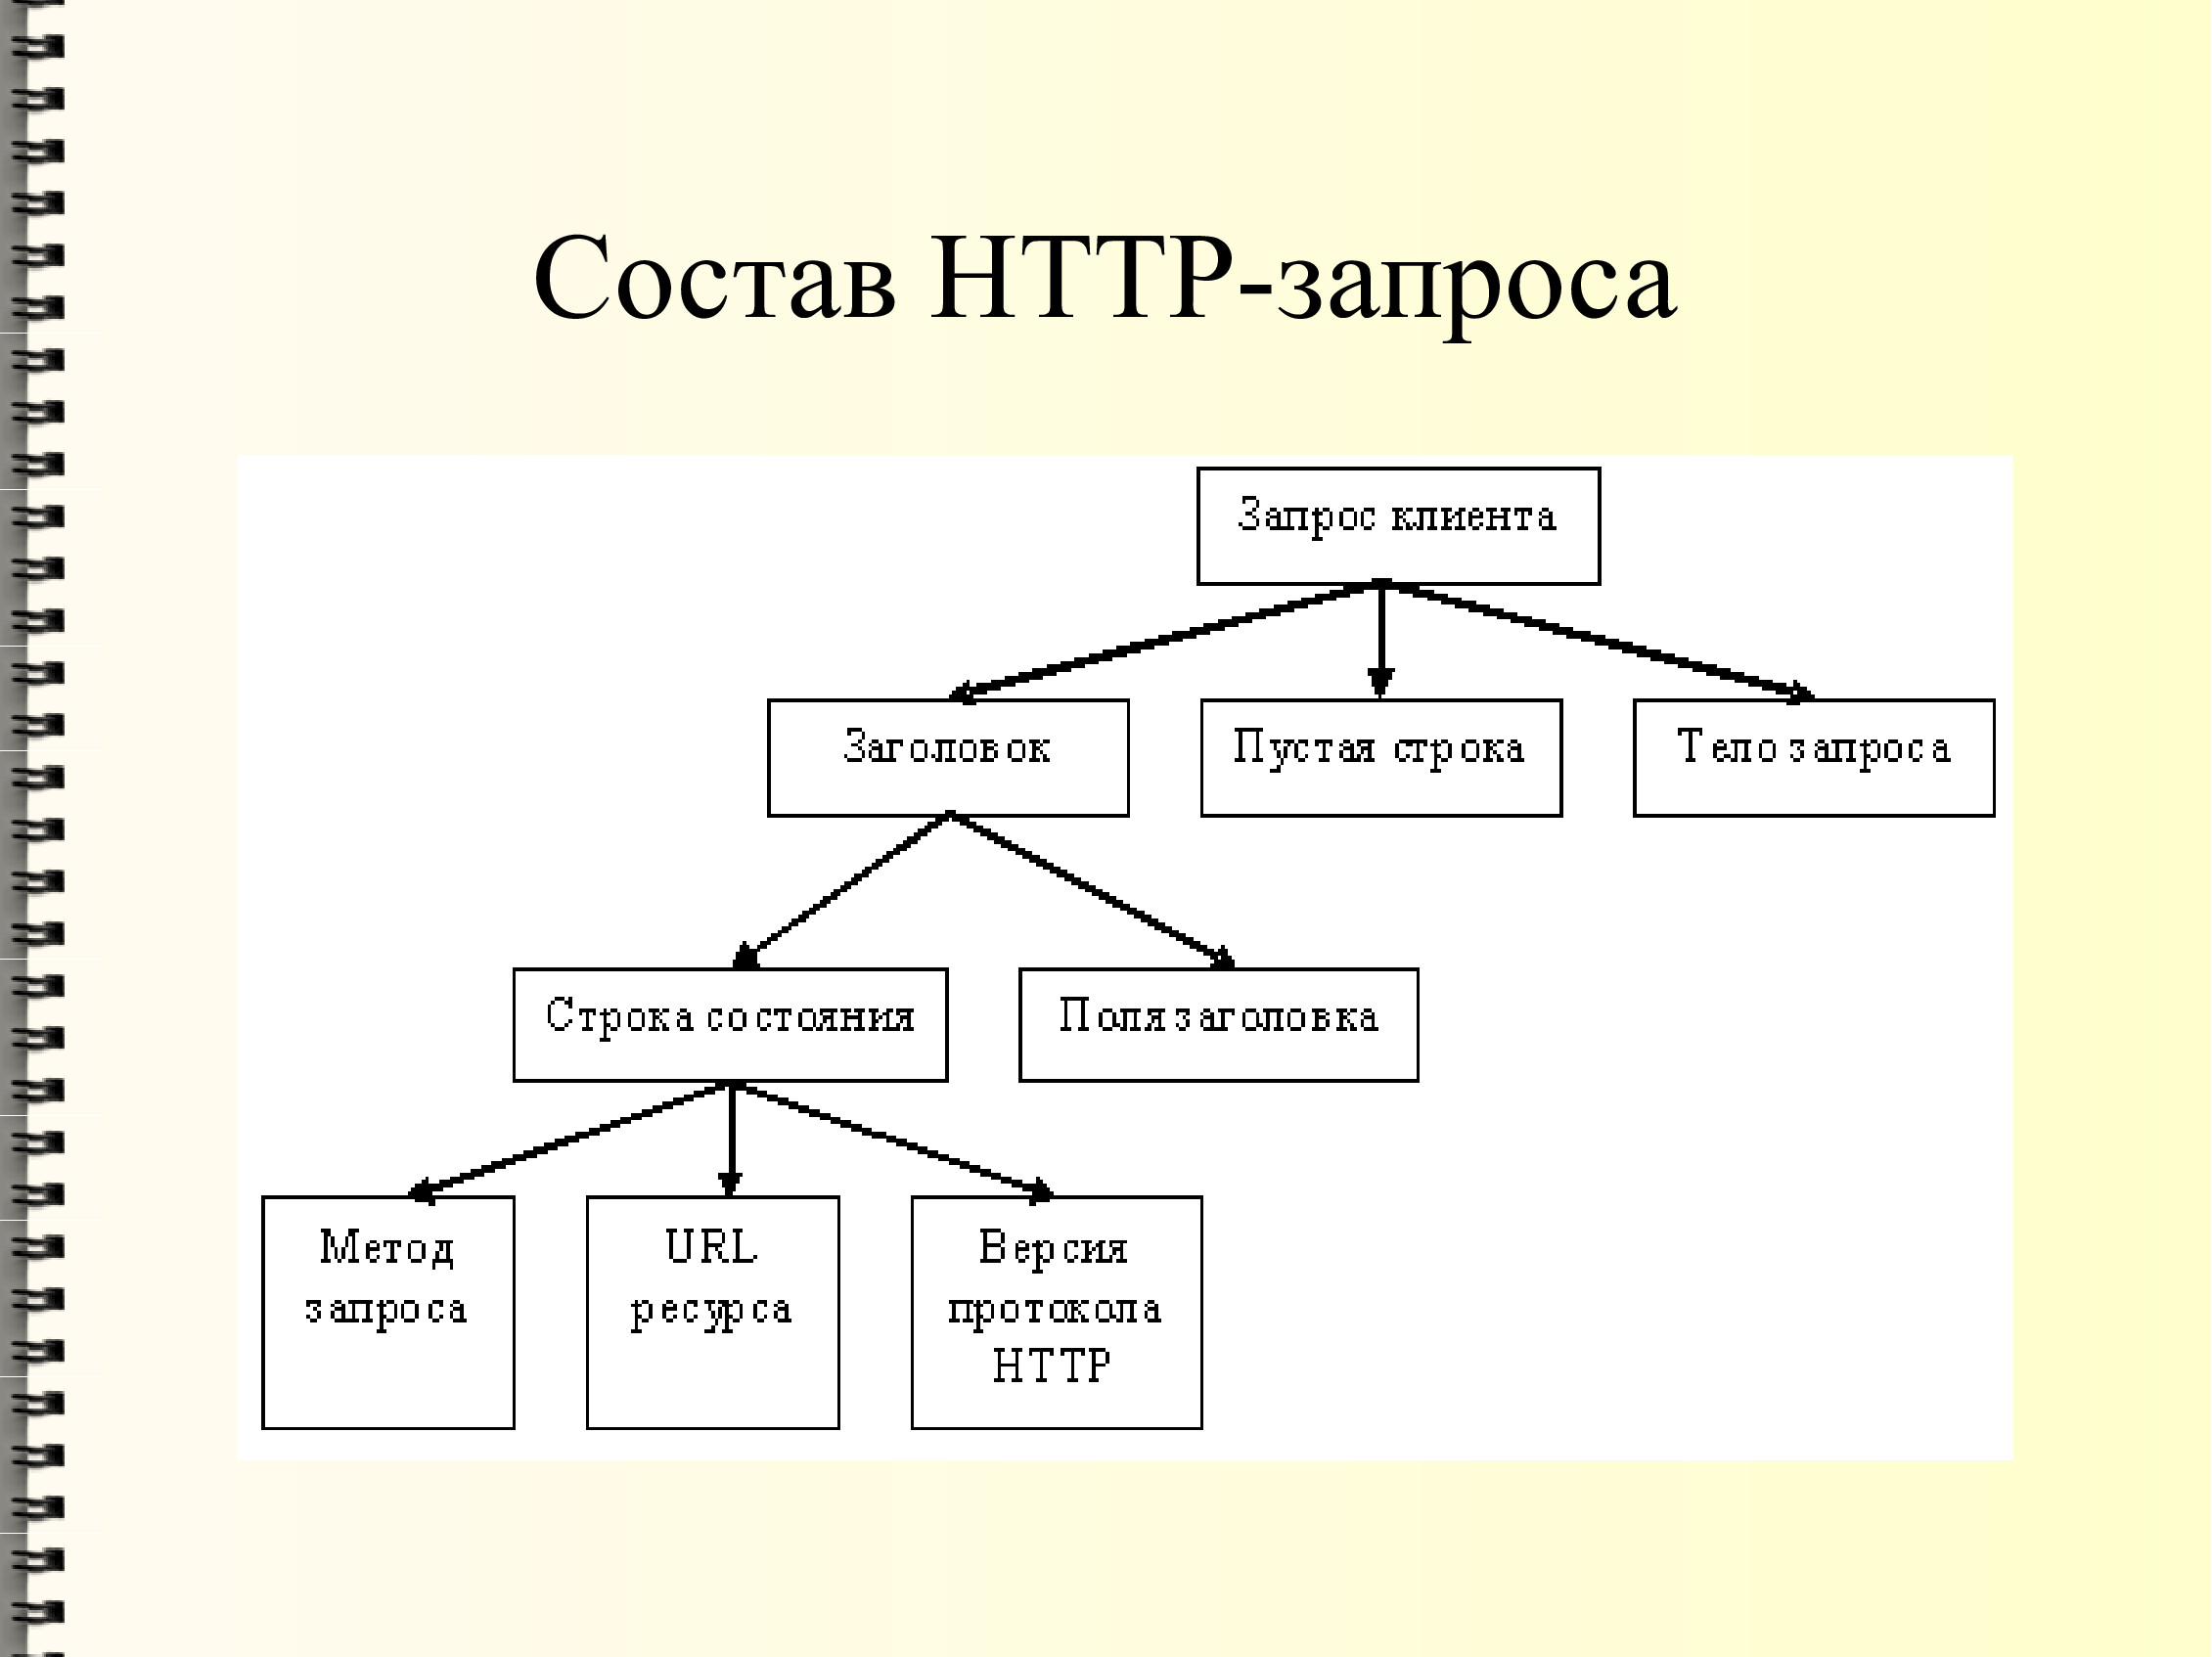 Состав HTTP-запроса
Запрос клиента
Заголовок
Пустая строка
Тело запроса
Строка состояния
Поля заголовка
Метод
запроса
URL
ресурса
Версия
протокола
HTTP